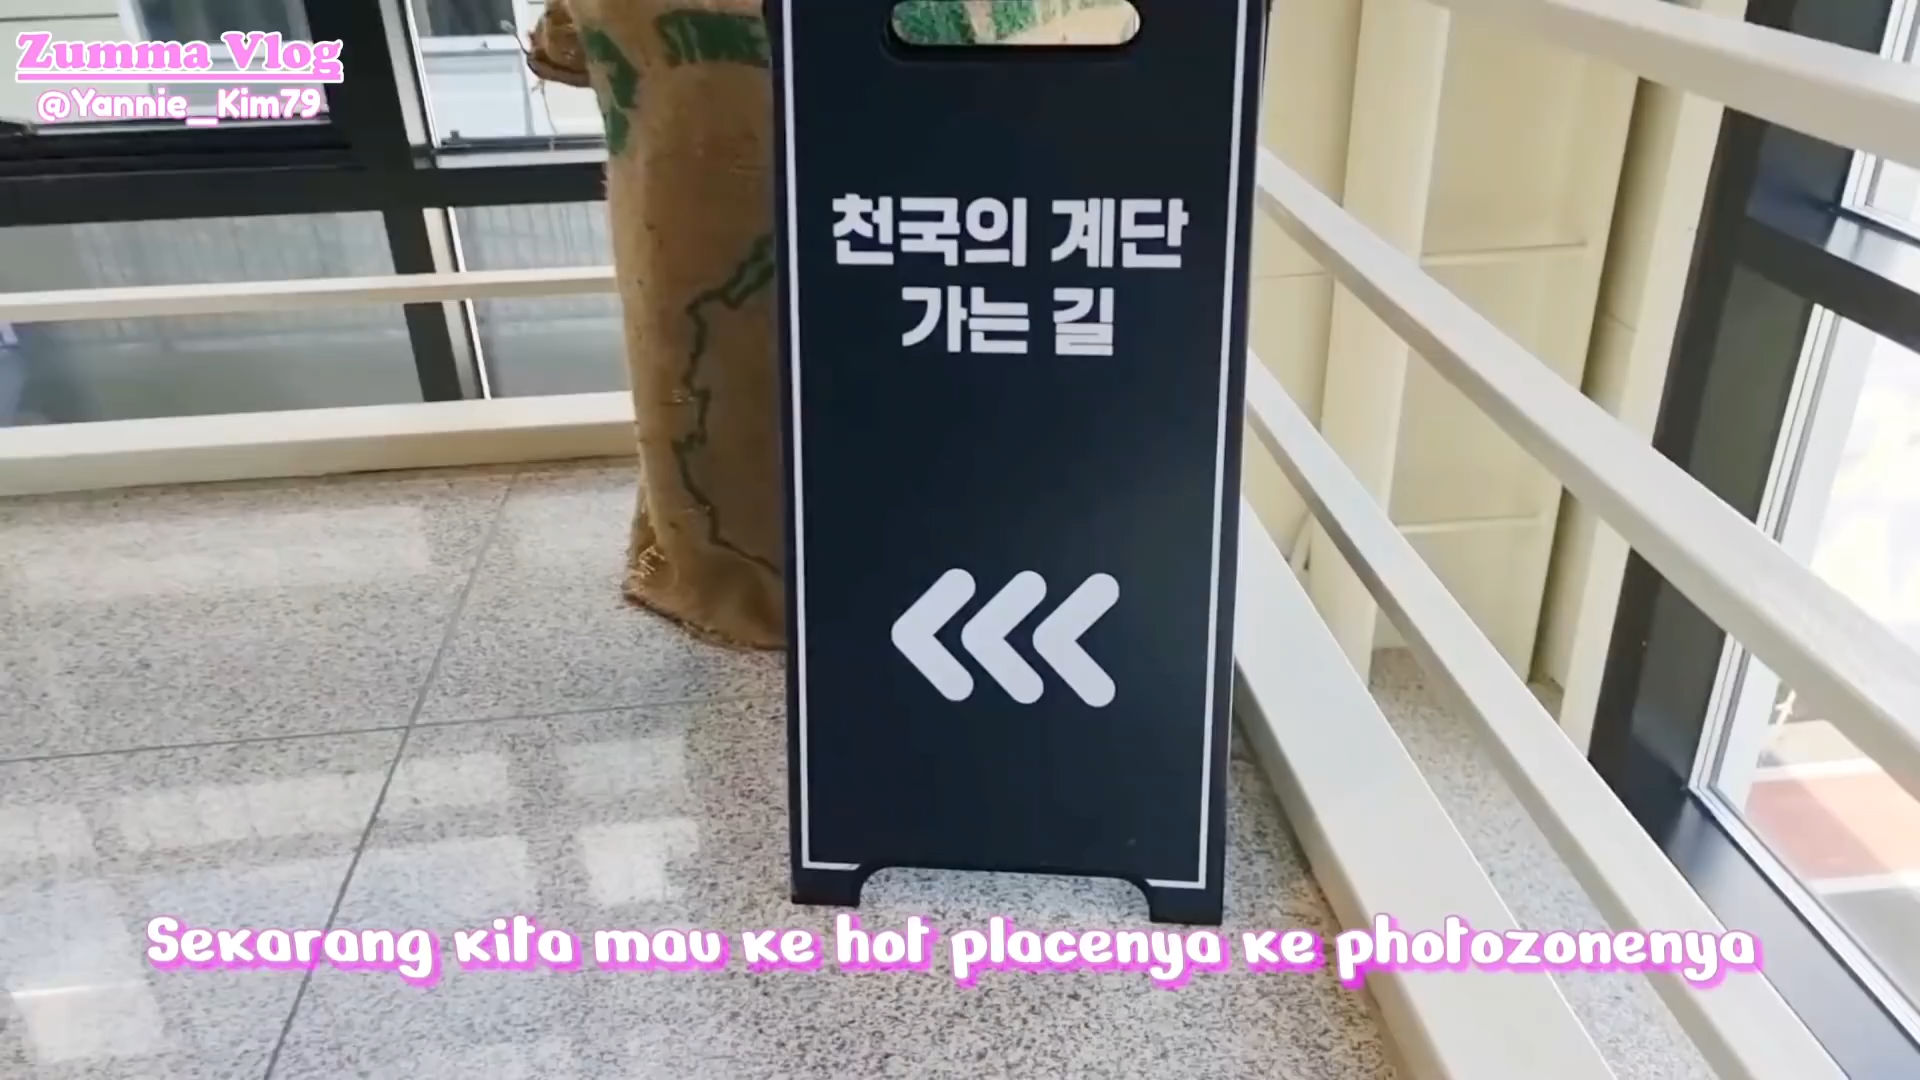 Zumma Vlog
@Yannie_Kim79
천국의 계단
가는 길
Sekarang kita mau ke hot placenya ke photozonenya